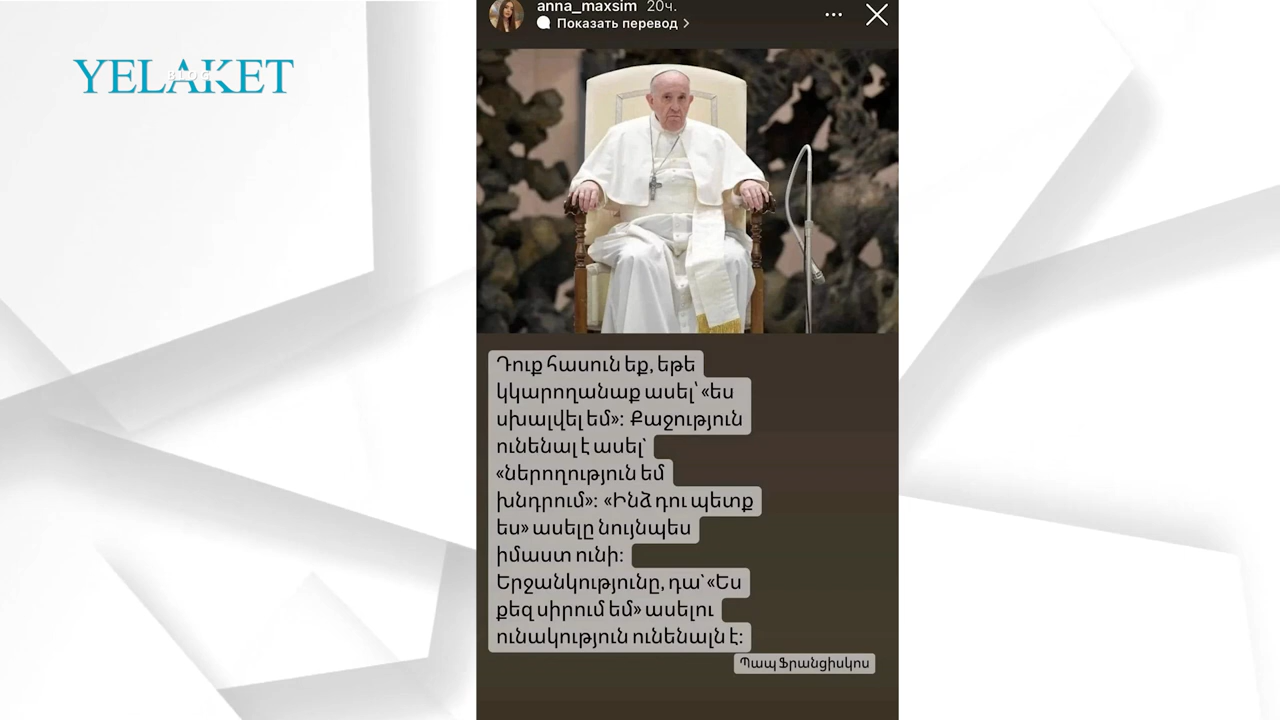 YELAKET
BLOG
anna_maxsim 20ч.
Показать перевод
Դուք հասուն եք, եթե
կկարողանաք ասել՝ «ես
սխալվել եմ»։ Քաջություն
ունենալ է ասել՝
«ներողություն եմ
խնդրում»։ «Ինձ դու պետք
ես» ասելը նույնպես
իմաստ ունի։
Երջանկությունը, դա՝ «Ես
քեզ սիրում եմ» ասելու
ունակություն ունենալն է։
Պապ Ֆրանցիսկոս